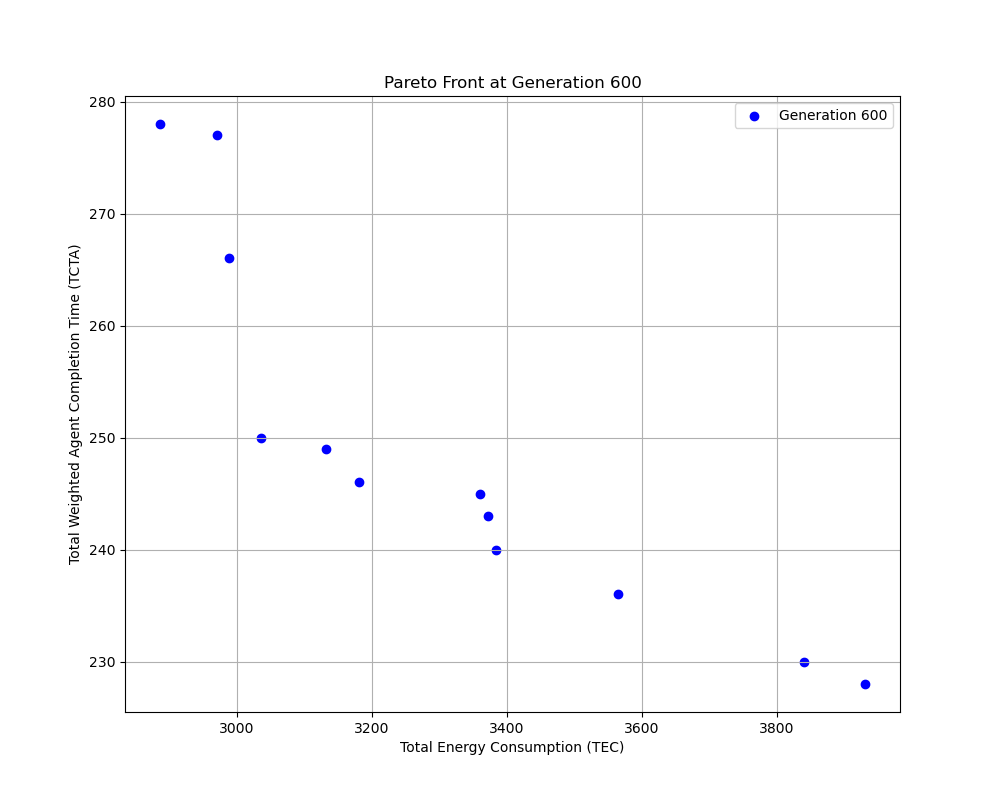 Pareto Front at Generation 600
Generation 600
280
270
260
250
240
230
Total Weighted Agent Completion Time (TCTA)
3000 3200 3400 3600 3800
Total Energy Consumption (TEC)